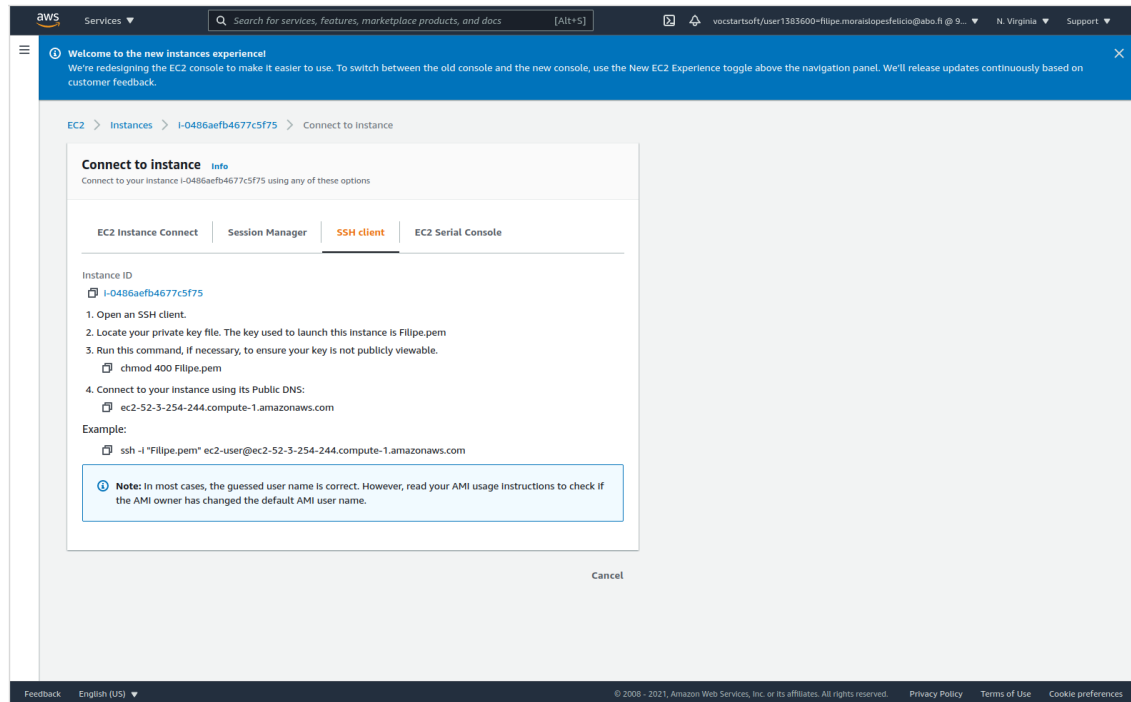 aws Services ▼ Search for services, features, marketplace products, and docs [Alt+S] vocstartsoft/user1383600=filipe.moraislopesfelicio@abo.fi @ 9... ▼ N. Virginia ▼ Support ▼
Welcome to the new instances experience!
We're redesigning the EC2 console to make it easier to use. To switch between the old console and the new console, use the New EC2 Experience toggle above the navigation panel. We'll release updates continuously based on
customer feedback.
EC2 > Instances > i-0486aefb4677c5f75 > Connect to instance
Connect to instance Info
Connect to your instance i-0486aefb4677c5f75 using any of these options
EC2 Instance Connect Session Manager SSH client EC2 Serial Console
Instance ID
i-0486aefb4677c5f75
1. Open an SSH client.
2. Locate your private key file. The key used to launch this instance is Filipe.pem
3. Run this command, if necessary, to ensure your key is not publicly viewable.
chmod 400 Filipe.pem
4. Connect to your instance using its Public DNS:
ec2-52-3-254-244.compute-1.amazonaws.com
Example:
ssh -i "Filipe.pem" ec2-user@ec2-52-3-254-244.compute-1.amazonaws.com
Note: In most cases, the guessed user name is correct. However, read your AMI usage instructions to check if
the AMI owner has changed the default AMI user name.
Cancel
Feedback English (US) ▼ © 2008 - 2021, Amazon Web Services, Inc. or its affiliates. All rights reserved. Privacy Policy Terms of Use Cookie preferences